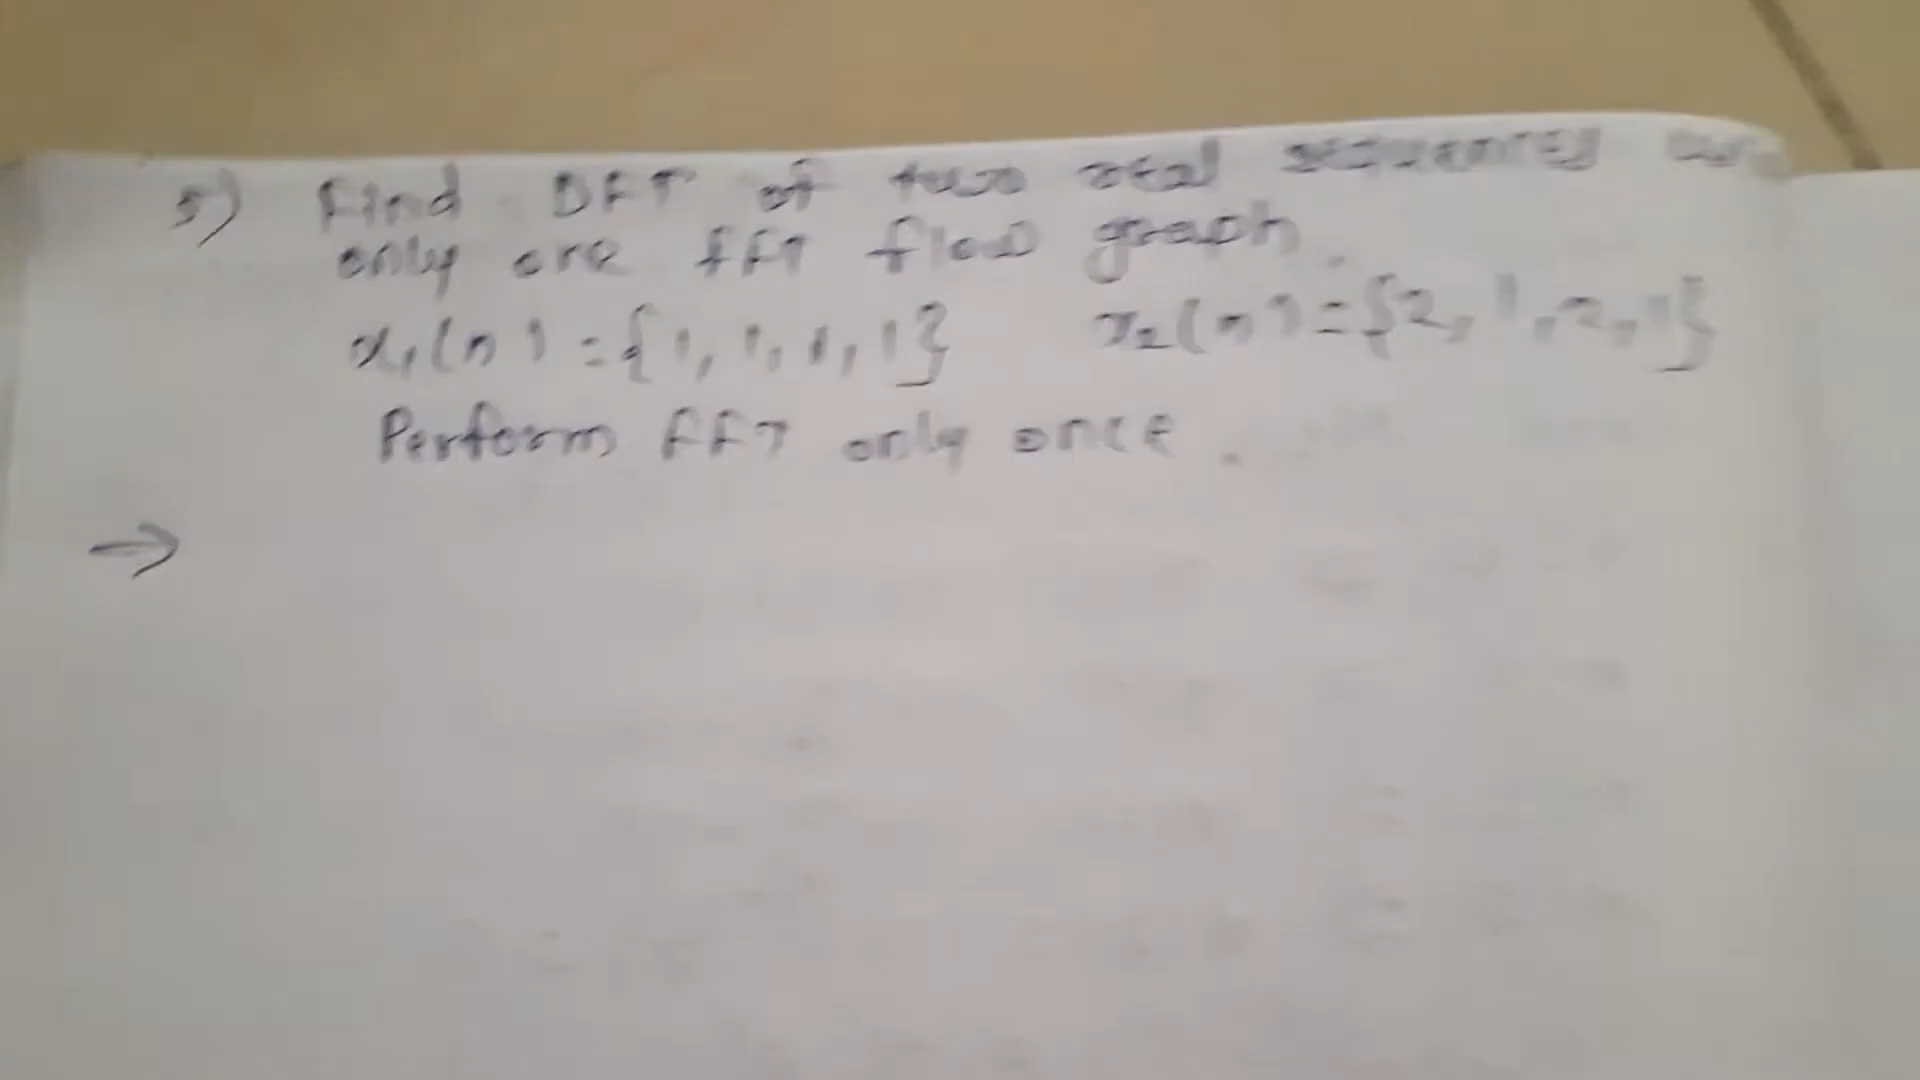 5) Find DFT of two real sequences
only one FFT flow graph.
x₁(n) = {1, 1, 1, 1}    x₂(n) = {2, 1, 2, 1}
Perform FFT only once.
→